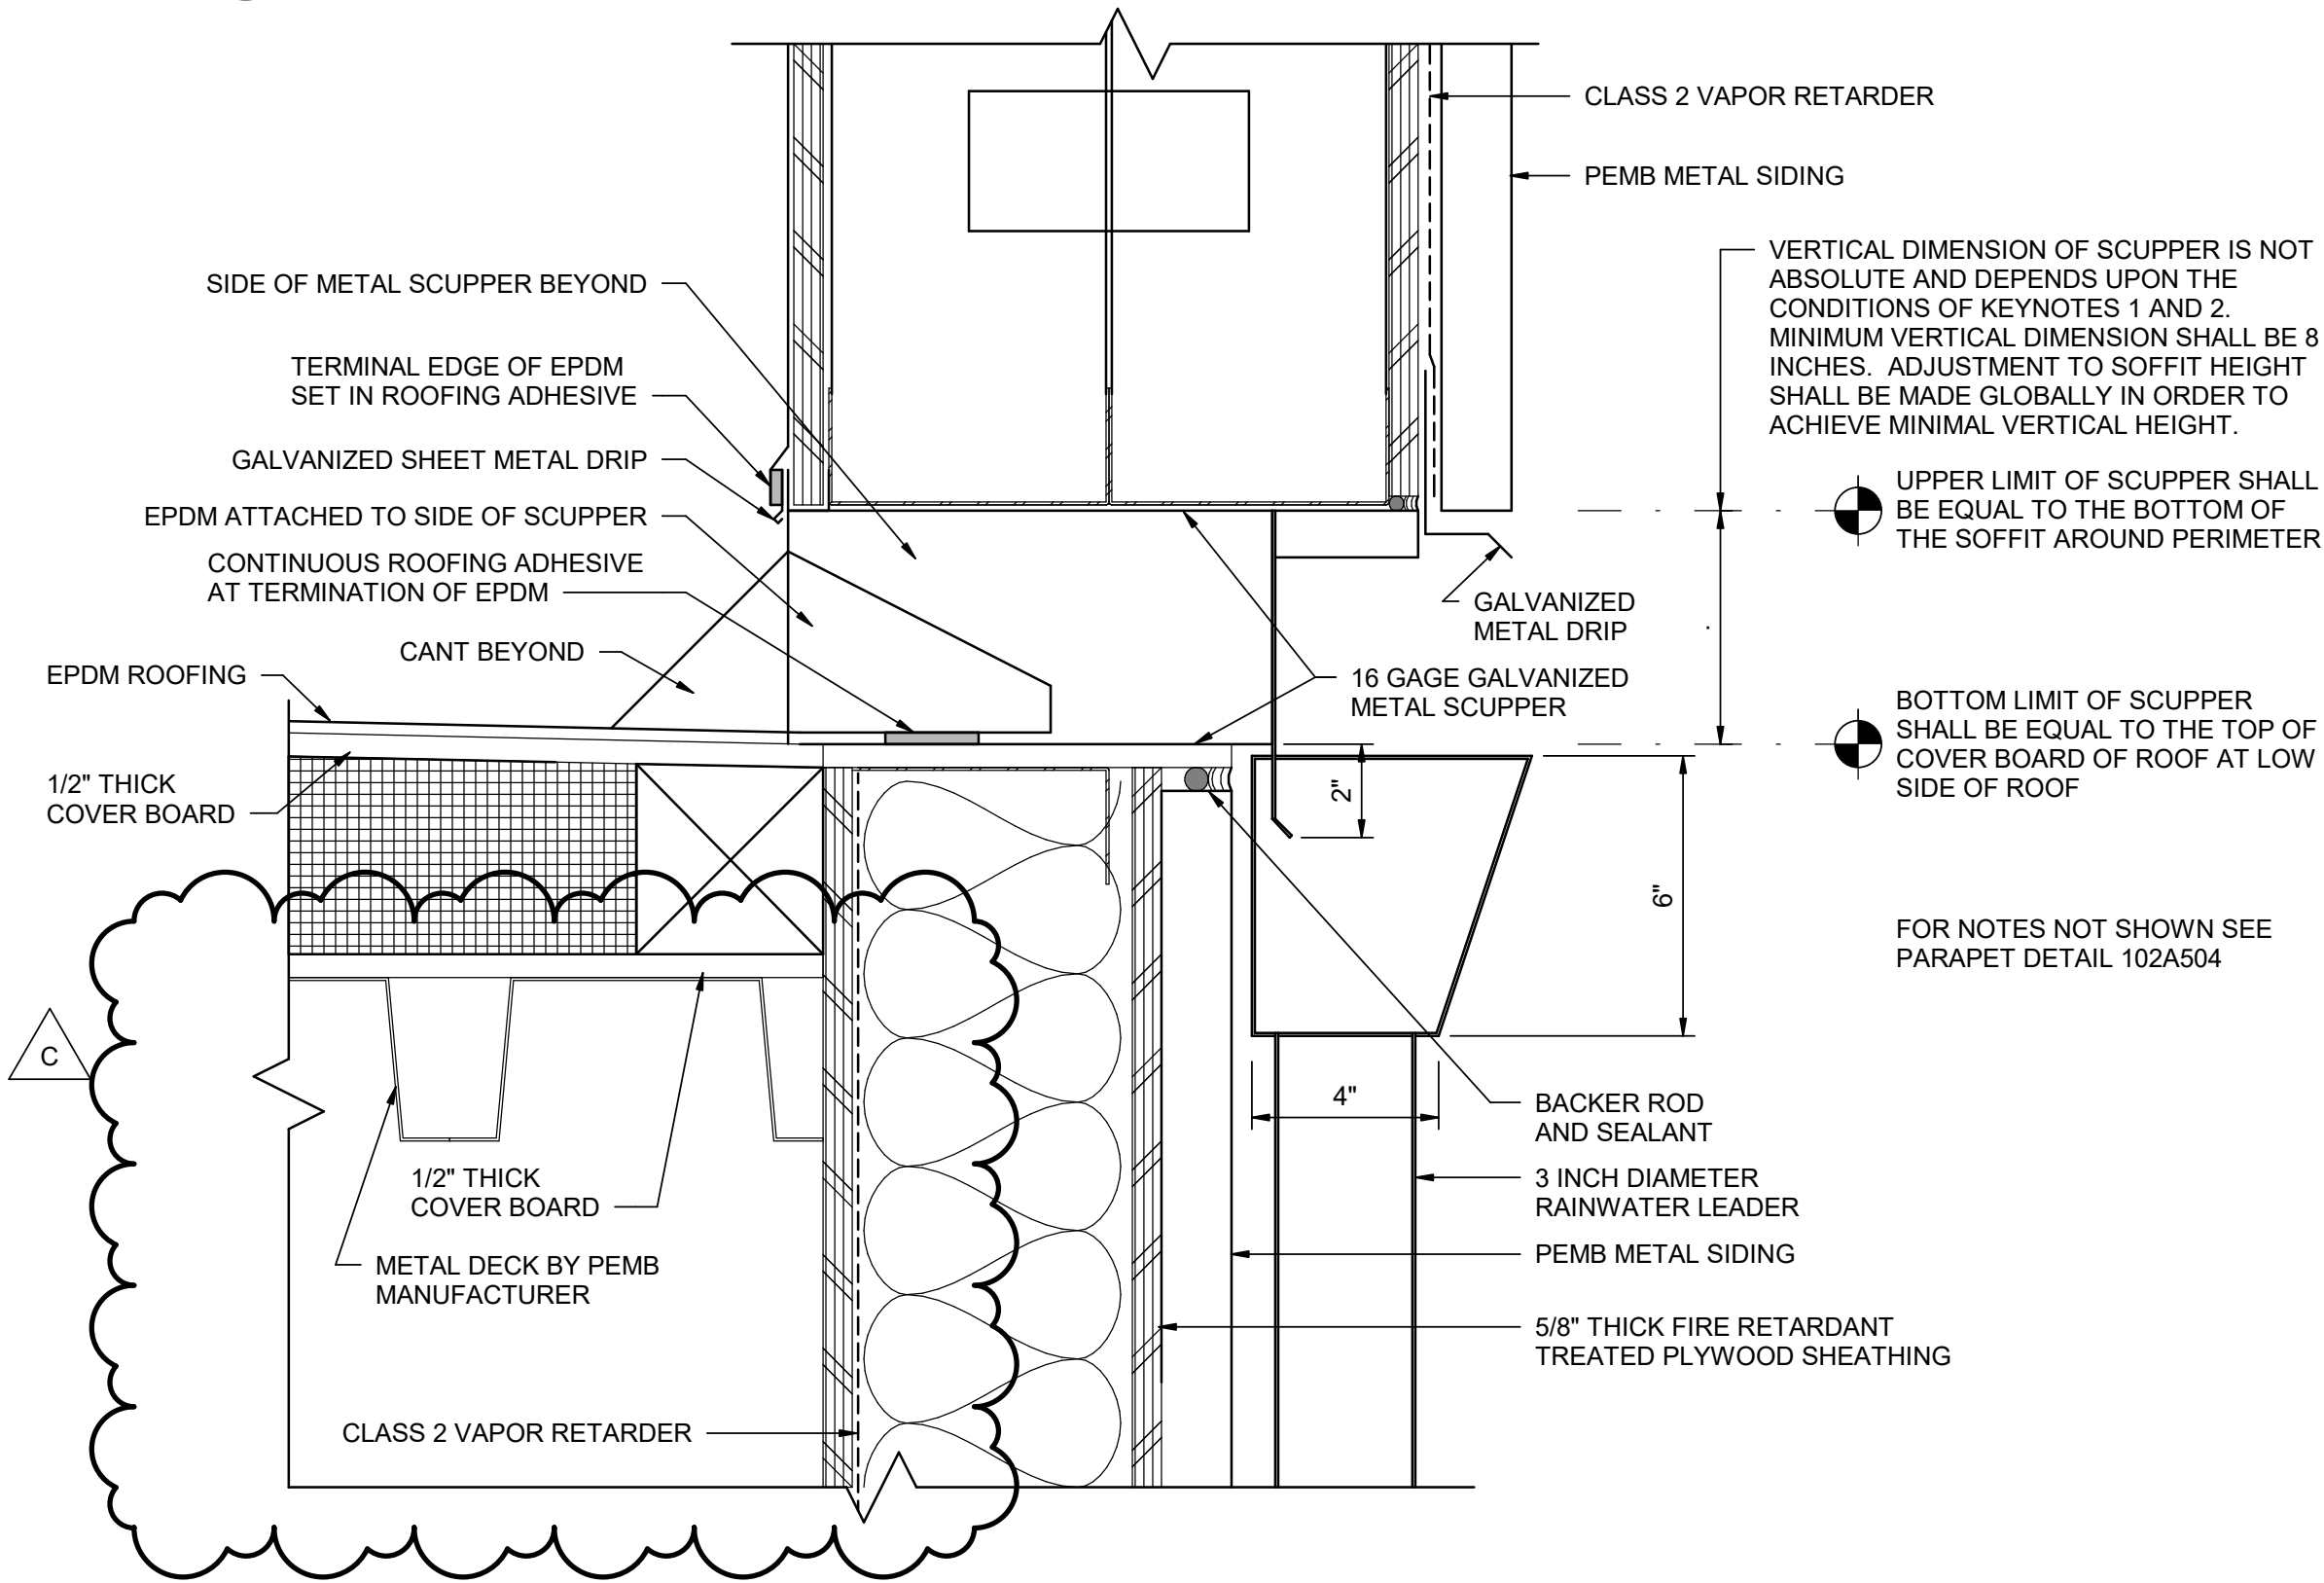 CLASS 2 VAPOR RETARDER
PEMB METAL SIDING
VERTICAL DIMENSION OF SCUPPER IS NOT
ABSOLUTE AND DEPENDS UPON THE
CONDITIONS OF KEYNOTES 1 AND 2.
MINIMUM VERTICAL DIMENSION SHALL BE 8
INCHES.  ADJUSTMENT TO SOFFIT HEIGHT
SHALL BE MADE GLOBALLY IN ORDER TO
ACHIEVE MINIMAL VERTICAL HEIGHT.
SIDE OF METAL SCUPPER BEYOND
TERMINAL EDGE OF EPDM
SET IN ROOFING ADHESIVE
GALVANIZED SHEET METAL DRIP
EPDM ATTACHED TO SIDE OF SCUPPER
CONTINUOUS ROOFING ADHESIVE
AT TERMINATION OF EPDM
CANT BEYOND
EPDM ROOFING
1/2" THICK
COVER BOARD
UPPER LIMIT OF SCUPPER SHALL
BE EQUAL TO THE BOTTOM OF
THE SOFFIT AROUND PERIMETER
GALVANIZED
METAL DRIP
16 GAGE GALVANIZED
METAL SCUPPER
BOTTOM LIMIT OF SCUPPER
SHALL BE EQUAL TO THE TOP OF
COVER BOARD OF ROOF AT LOW
SIDE OF ROOF
2"
6"
4"
FOR NOTES NOT SHOWN SEE
PARAPET DETAIL 102A504
C
1/2" THICK
COVER BOARD
METAL DECK BY PEMB
MANUFACTURER
CLASS 2 VAPOR RETARDER
BACKER ROD
AND SEALANT
3 INCH DIAMETER
RAINWATER LEADER
PEMB METAL SIDING
5/8" THICK FIRE RETARDANT
TREATED PLYWOOD SHEATHING